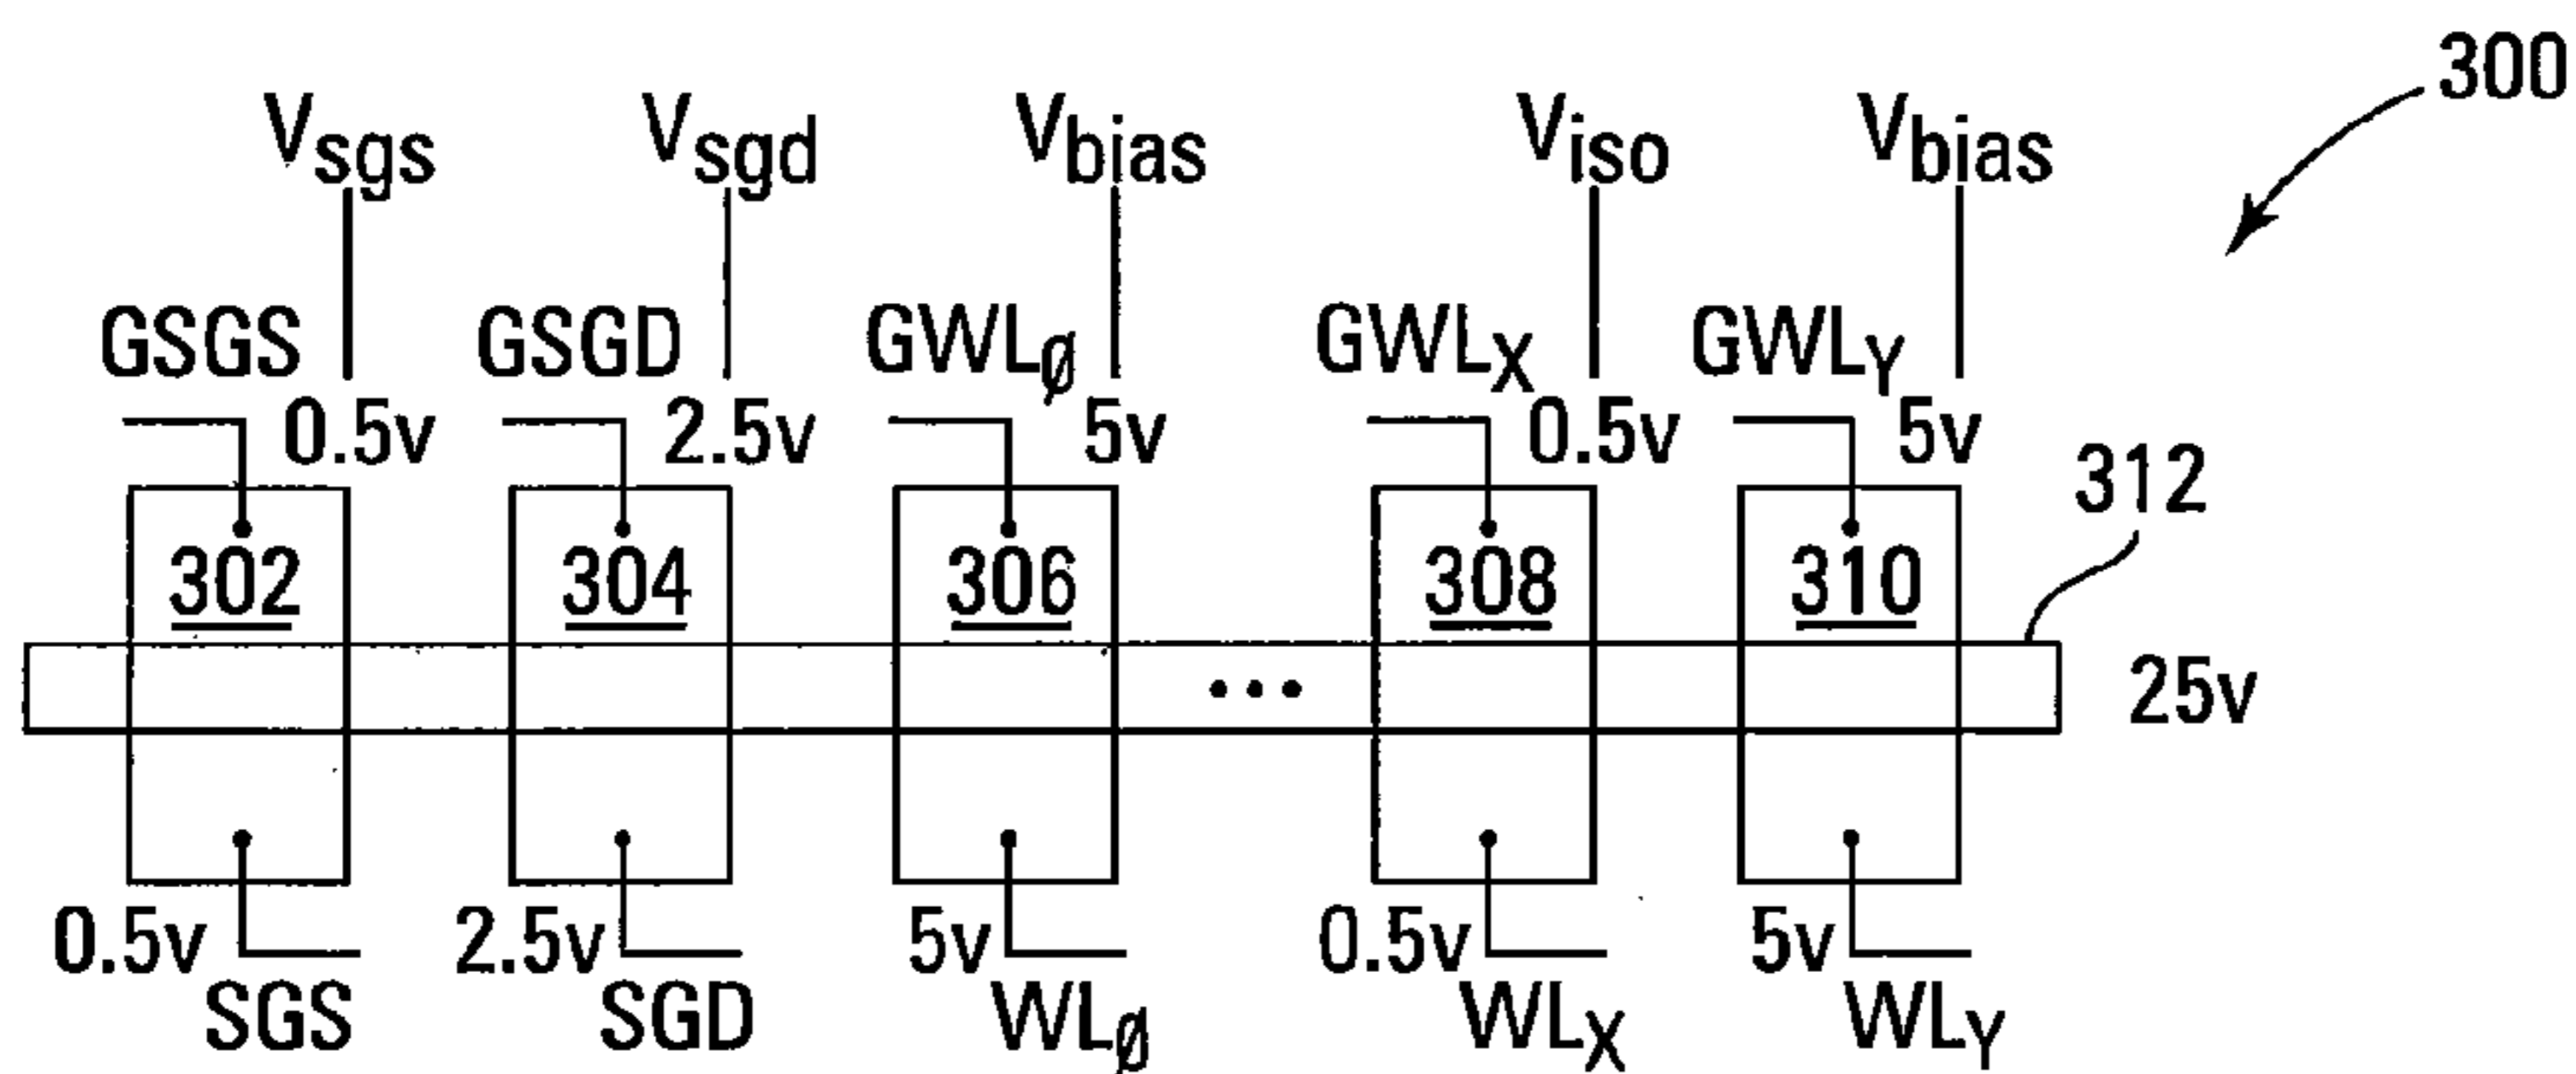 300
Vsgs Vsgd Vbias Viso Vbias
GSGS GSGD GWLØ GWLX GWLY
0.5v 2.5v 5v 0.5v 5v
312
302 304 306 308 310
25v
0.5v 2.5v 5v 0.5v 5v
SGS SGD WLØ WLX WLY